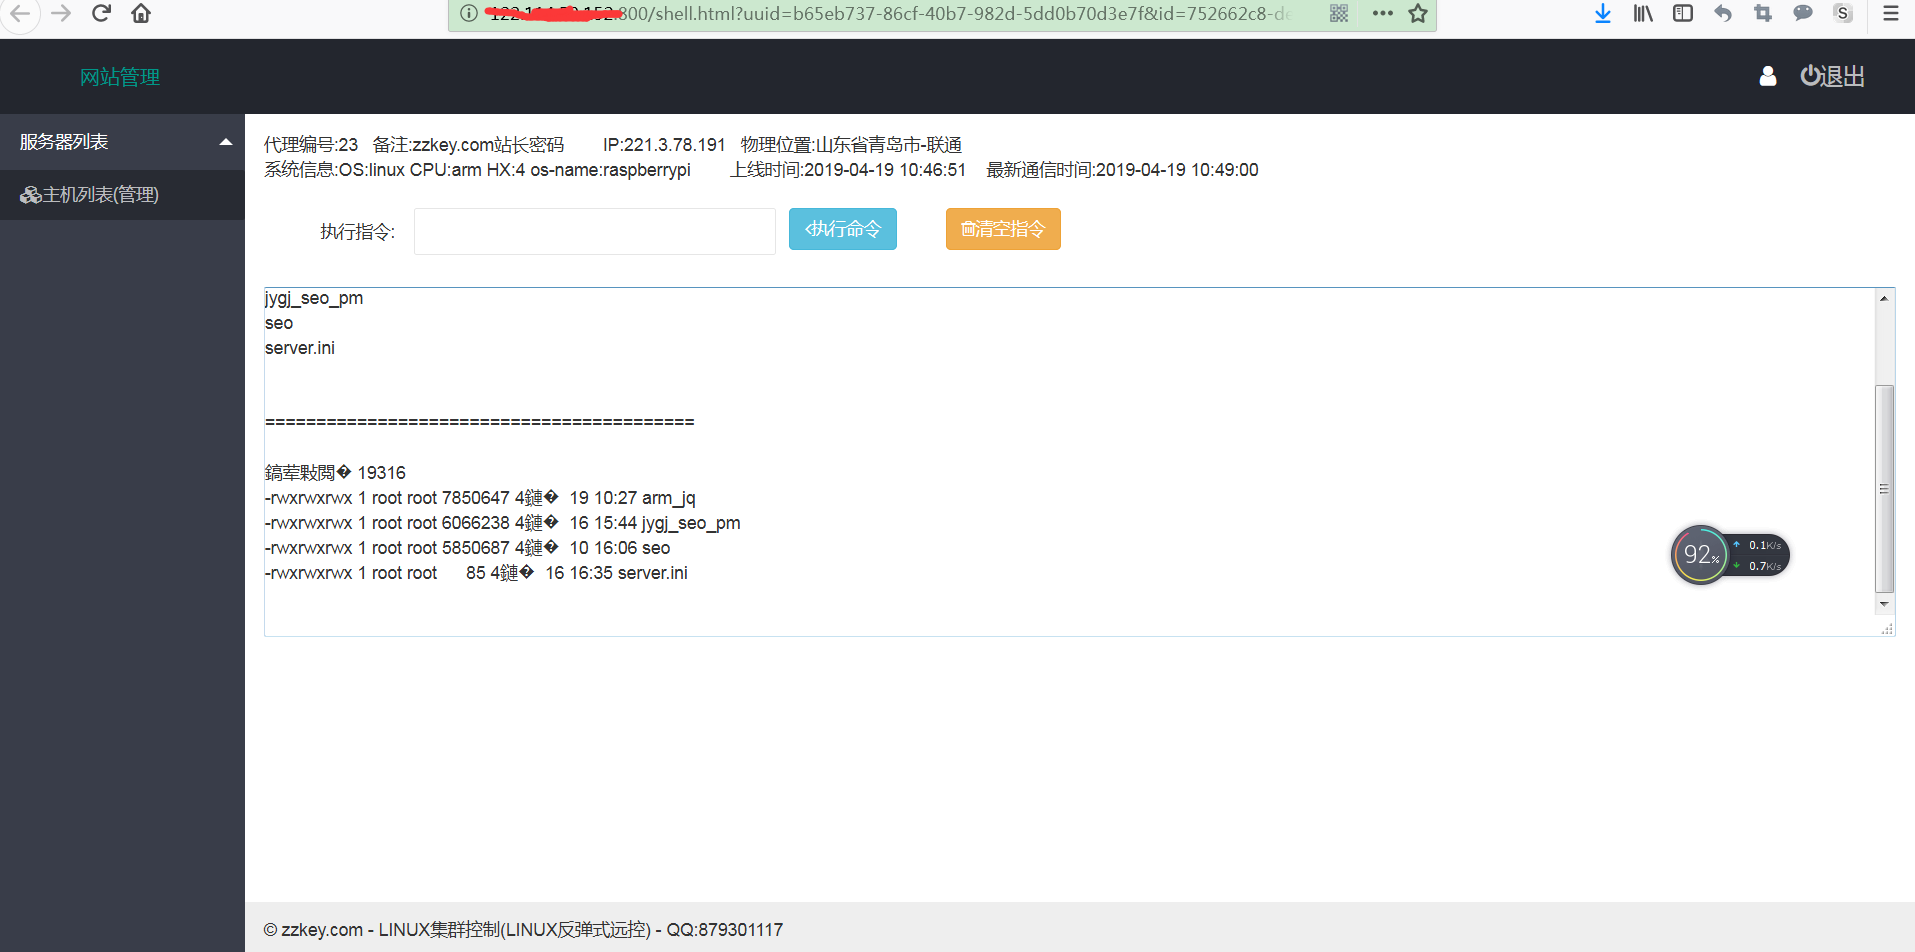 :800/shell.html?uuid=b65eb737-86cf-40b7-982d-5dd0b70d3e7f&id=752662c8-de
S
网站管理
退出
服务器列表
主机列表(管理)
代理编号:23 备注:zzkey.com站长密码 IP:221.3.78.191 物理位置:山东省青岛市-联通
系统信息:OS:linux CPU:arm HX:4 os-name:raspberrypi 上线时间:2019-04-19 10:46:51 最新通信时间:2019-04-19 10:49:00
执行指令:
执行命令
清空指令
jygj_seo_pm
seo
server.ini
==========================================
鎬荤敤閲� 19316
-rwxrwxrwx 1 root root 7850647 4鏈� 19 10:27 arm_jq
-rwxrwxrwx 1 root root 6066238 4鏈� 16 15:44 jygj_seo_pm
-rwxrwxrwx 1 root root 5850687 4鏈� 10 16:06 seo
-rwxrwxrwx 1 root root 85 4鏈� 16 16:35 server.ini
92%
0.1K/s
0.7K/s
© zzkey.com - LINUX集群控制(LINUX反弹式远控) - QQ:879301117